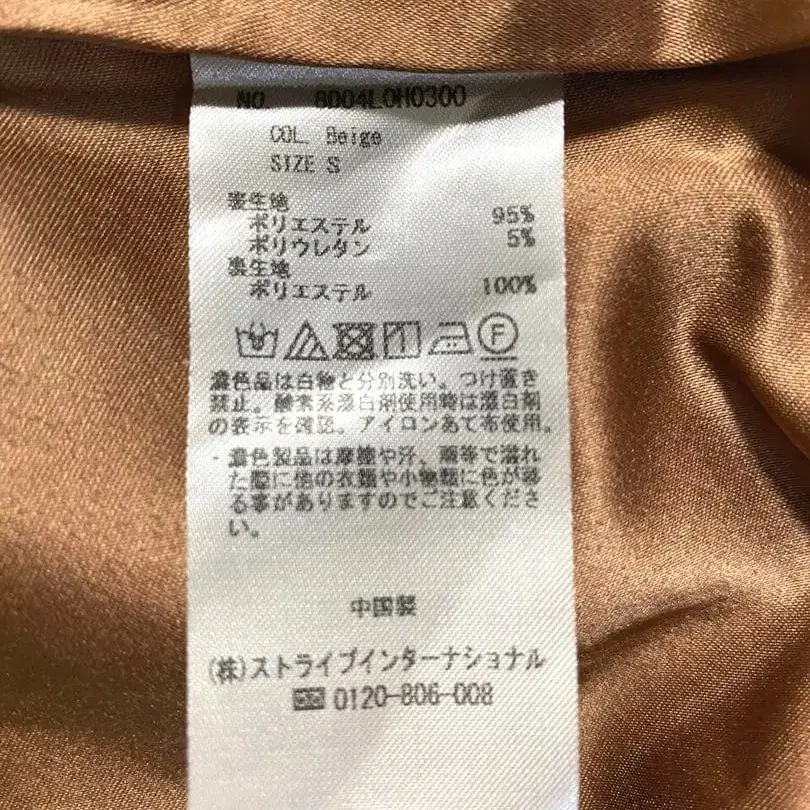 NO. 8D04L0H0300
COL. Beige
SIZE S
表生地
ポリエステル 95%
ポリウレタン 5%
裏生地
ポリエステル 100%
F
濃色品は白物と分別洗い。つけ置き
禁止。酸素系漂白剤使用時は漂白剤
の表示を確認。アイロンあて布使用。
・濃色製品は摩擦や汗、雨等で濡れ
た際に他の衣類や小物類に色が移
る事がありますのでご注意くださ
い。
中国製
(株)ストライプインターナショナル
0120-806-008